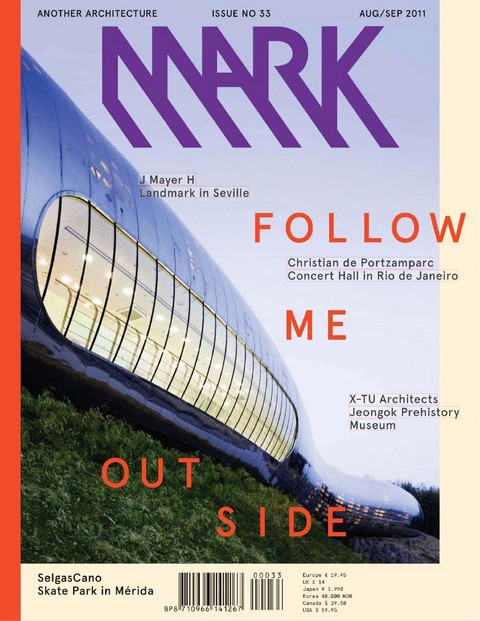 ANOTHER ARCHITECTURE ISSUE NO 33 AUG/SEP 2011
MARK
J Mayer H
Landmark in Seville
FOLLOW
Christian de Portzamparc
Concert Hall in Rio de Janeiro
ME
X-TU Architects
Jeongok Prehistory
Museum
OUT
SIDE
SelgasCano
Skate Park in Mérida
00033
BP8710966141267
Europe € 19.95
UK £ 14
Japan ¥ 3.990
Korea 40.000 WON
Canada $ 29.50
USA $ 19.95